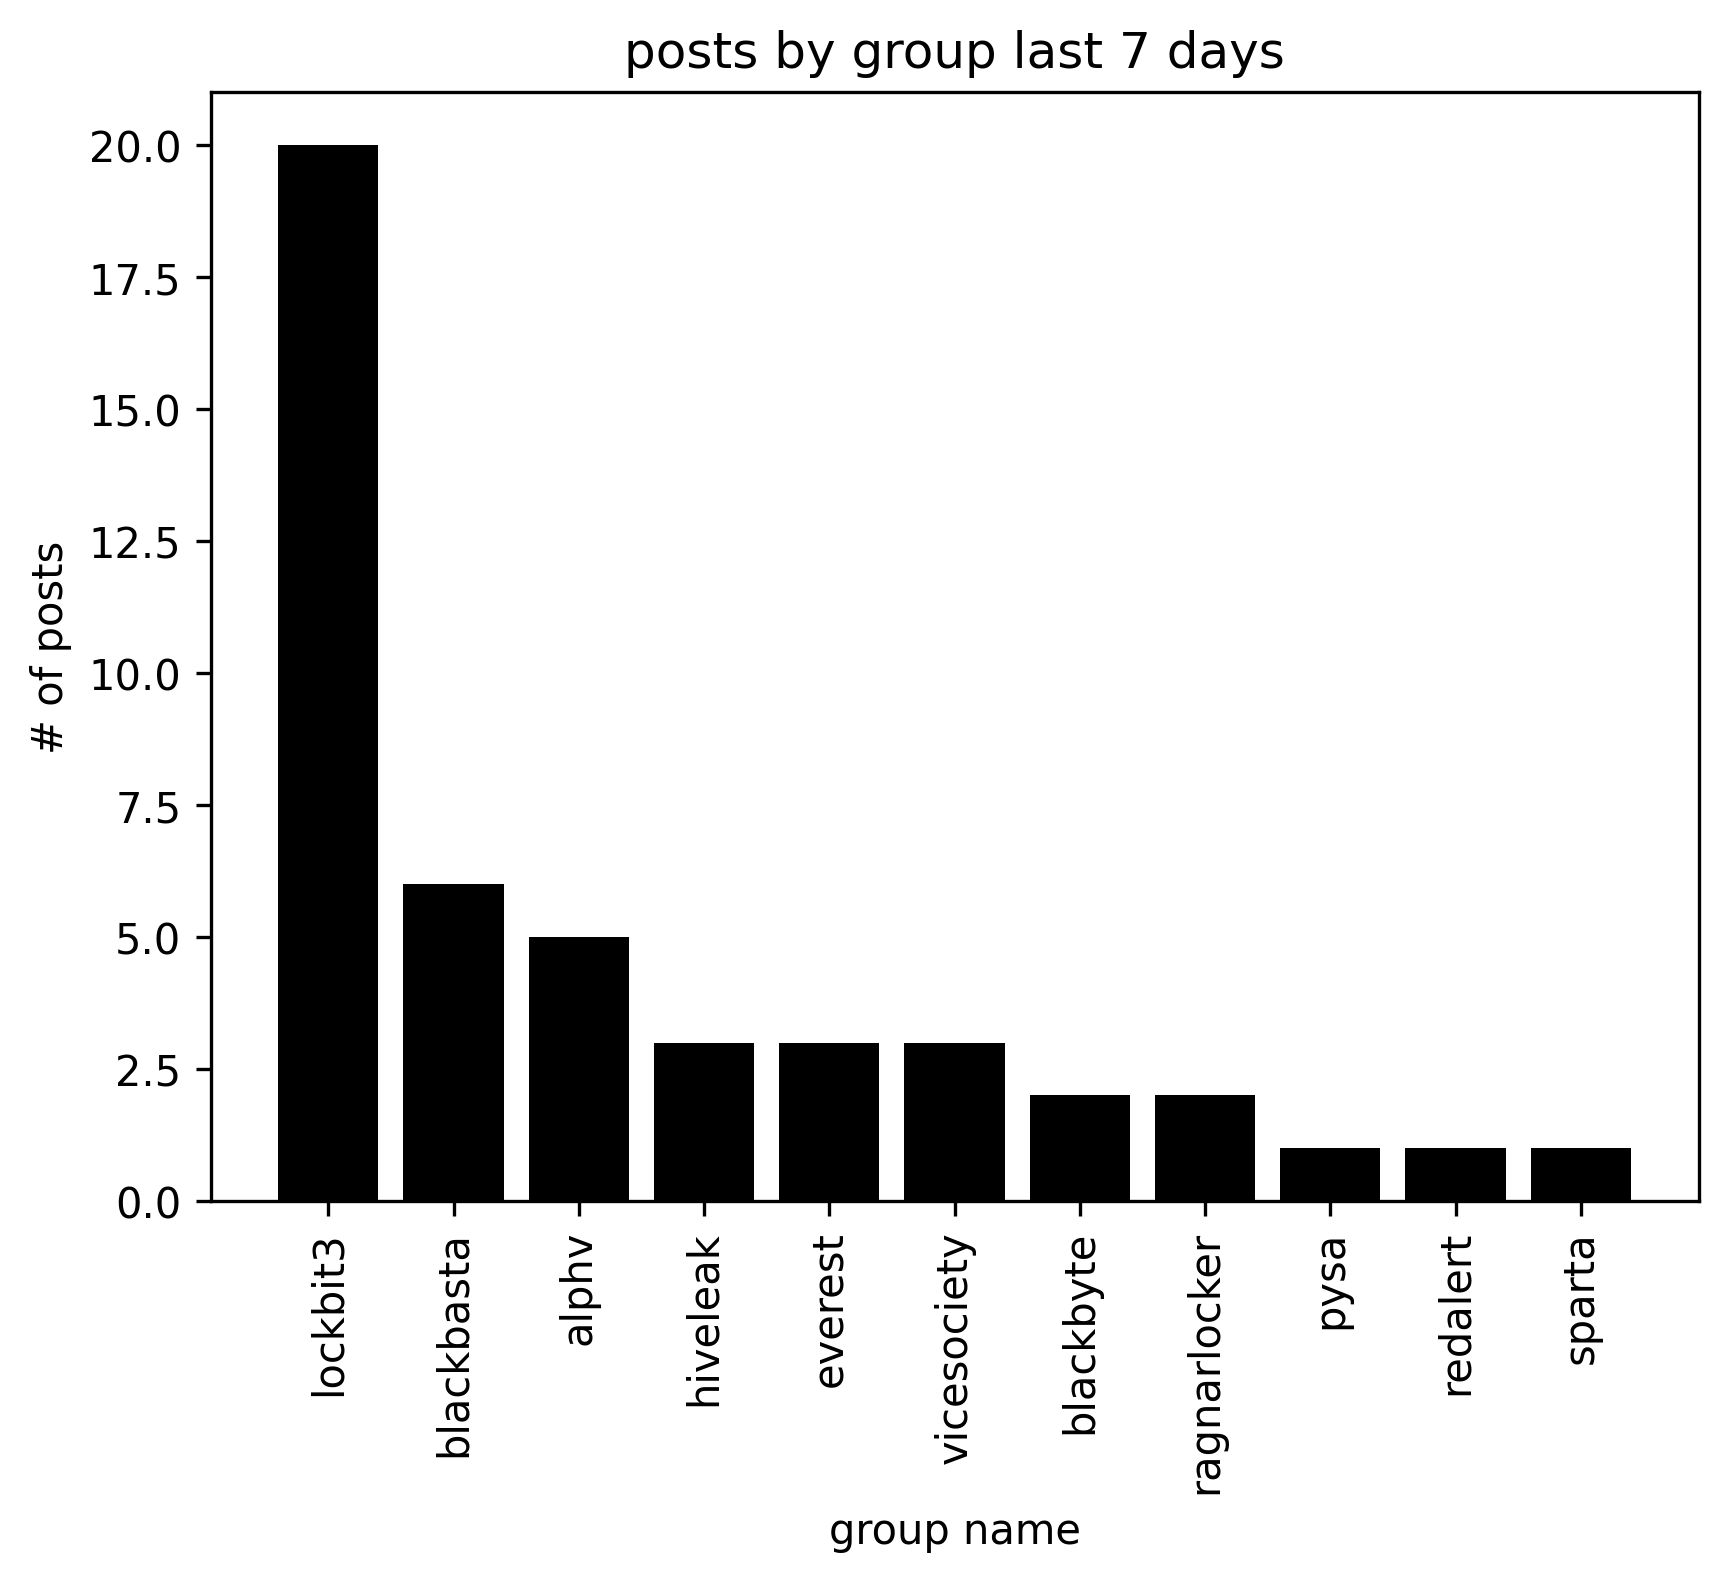 posts by group last 7 days
20.0
17.5
15.0
12.5
10.0
7.5
5.0
2.5
0.0
# of posts
lockbit3
blackbasta
alphv
hiveleak
everest
vicesociety
blackbyte
ragnarlocker
pysa
redalert
sparta
group name